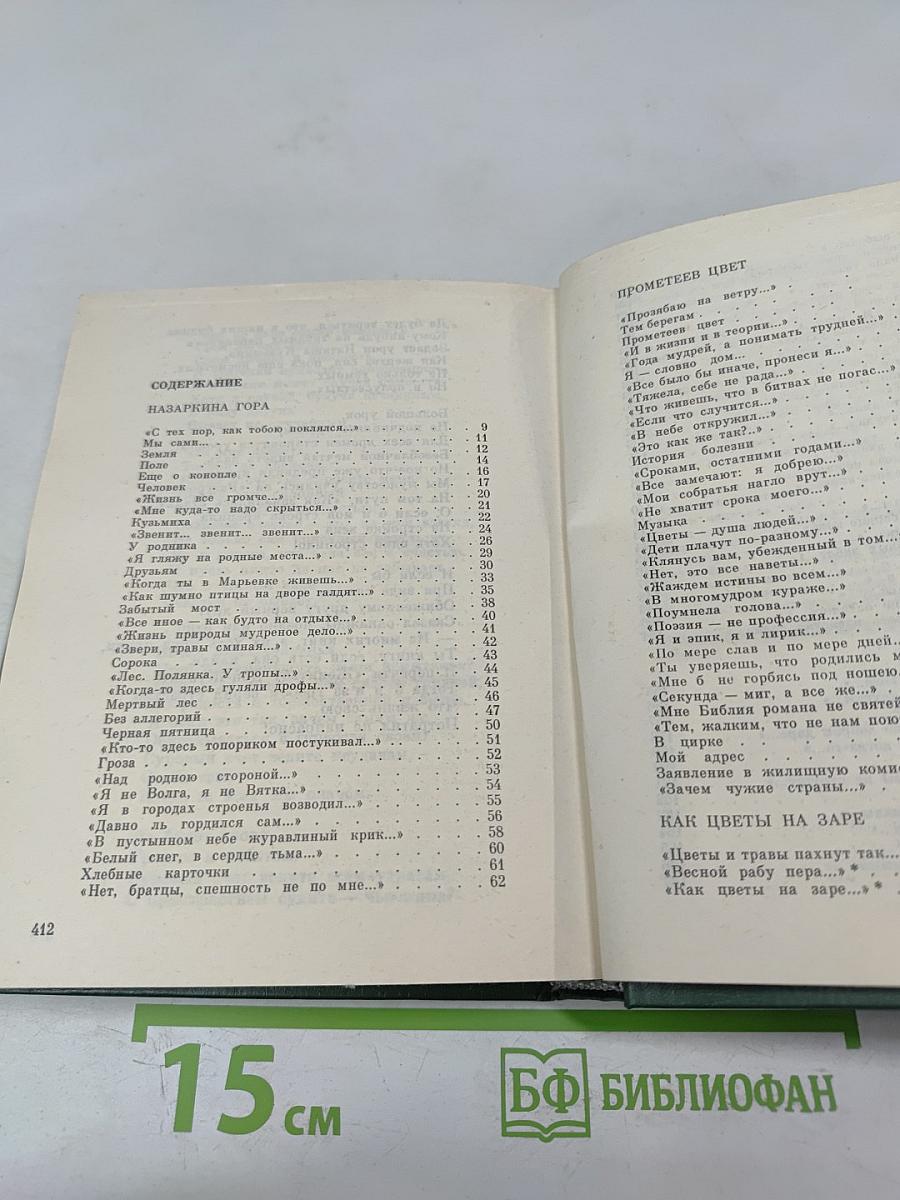 СОДЕРЖАНИЕ
НАЗАРКИНА ГОРА
«С тех пор, как тобою поклялся...» . . . . 9
Мы сами... . . . . 11
Земля . . . . 12
Поле . . . . 14
Еще о конопле . . . . 16
Человек . . . . 17
«Жизнь все громче...» . . . . 20
«Мне куда-то надо скрыться...» . . . . 21
Кузьмиха . . . . 22
«Звенит... звенит... звенит...» . . . . 24
У родника . . . . 26
«Я гляжу на родные места...» . . . . 29
Друзьям . . . . 30
«Когда ты в Марьевке живешь...» . . . . 33
«Как шумно птицы на дворе галдят...» . . . . 35
Забытый мост . . . . 38
«Все иное — как будто на отдыхе...» . . . . 40
«Жизнь природы мудреное дело...» . . . . 41
«Звери, травы сминая...» . . . . 42
Сорока . . . . 43
«Лес. Полянка. У тропы...» . . . . 44
«Когда-то здесь гуляли дрофы...» . . . . 45
Мертвый лес . . . . 46
Без аллегорий . . . . 47
Черная пятница . . . . 50
«Кто-то здесь топориком постукивал...» . . . . 51
Гроза . . . . 52
«Над родною стороной...» . . . . 53
«Я не Волга, я не Вятка...» . . . . 54
«Я в городах строенья возводил...» . . . . 55
«Давно ль гордился сам...» . . . . 56
«В пустынном небе журавлиный крик...» . . . . 58
«Белый снег, в сердце тьма...» . . . . 60
Хлебные карточки . . . . 61
«Нет, братцы, спешность не по мне...» . . . . 62
412
ПРОМЕТЕЕВ ЦВЕТ
«Прозябаю на ветру...» . . . .
Тем берегам . . . .
Прометеев цвет . . . .
«И в жизни и в теории...» . . . .
«Года мудрей, а понимать трудней...» . .
Я — словно дом... . . . .
«Все было бы иначе, пронеси я...» . .
«Тяжела, себе не рада...» . . . .
«Что живешь, что в битвах не погас...»
«Если что случится...» . . . .
«В небе откружил...» . . . .
«Это как же так?..» . . . .
История болезни . . . .
«Сроками, остатними годами...» . .
«Все замечают: я добрею...»
«Мои собратья нагло врут...» . .
«Не хватит срока моего...» . .
Музыка . . . .
«Цветы — душа людей...» . . . .
«Дети плачут по-разному...» . .
«Клянусь вам, убежденный в том...
«Нет, это все наветы...» . . . .
«Жаждем истины во всем...»
«В многомудром кураже...»
«Поумнела голова...» . . . .
«Поэзия — не профессия...» . .
«Я и эпик, я и лирик...» . . . .
«По мере слав и по мере дней...
«Ты уверяешь, что родились м
«Мне б не горбясь под ношею.
«Секунда — миг, а все же...» .
«Мне Библия романа не святей
«Тем, жалким, что не нам пою
В цирке . . . .
Мой адрес . . . .
Заявление в жилищную комис
«Зачем чужие страны...» .
КАК ЦВЕТЫ НА ЗАРЕ
«Цветы и травы пахнут так...
«Весной рабу пера...»* . .
«Как цветы на заре...»* .
15 см
БФ БИБЛИОФАН